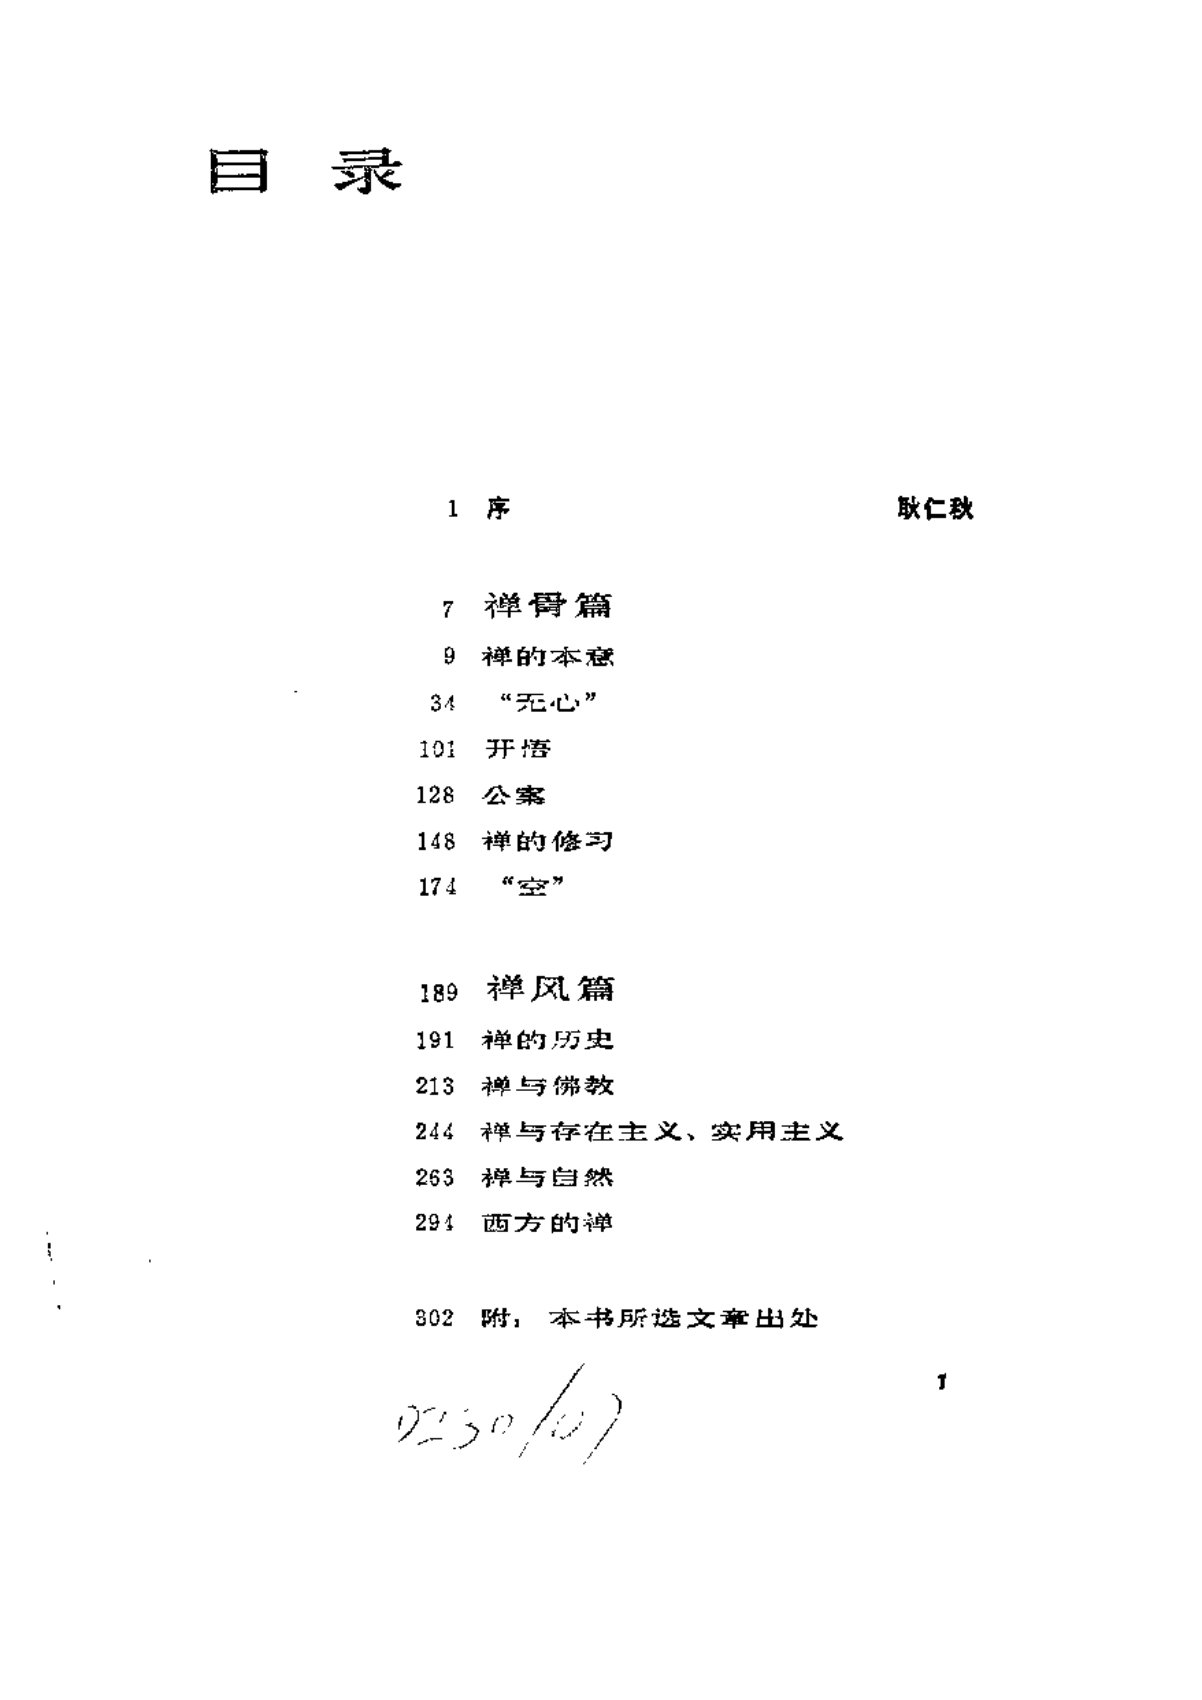 目 录
1 序 耿仁秋
7 禅骨篇
9 禅的本意
34 “无心”
101 开悟
128 公案
148 禅的修习
174 “空”
189 禅风篇
191 禅的历史
213 禅与佛教
244 禅与存在主义、实用主义
263 禅与自然
294 西方的禅
302 附：本书所选文章出处
1